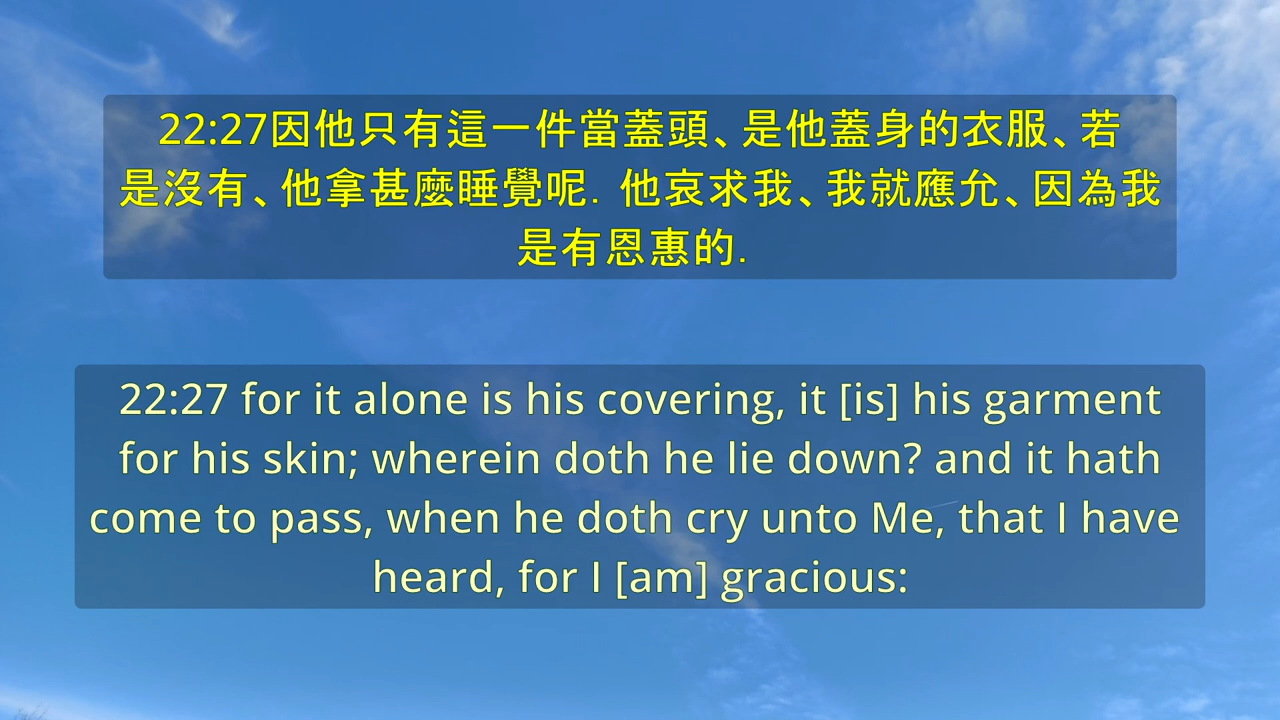 22:27因他只有這一件當蓋頭、是他蓋身的衣服、若
是沒有、他拿甚麼睡覺呢. 他哀求我、我就應允、因為我
是有恩惠的.
22:27 for it alone is his covering, it [is] his garment
for his skin; wherein doth he lie down? and it hath
come to pass, when he doth cry unto Me, that I have
heard, for I [am] gracious: